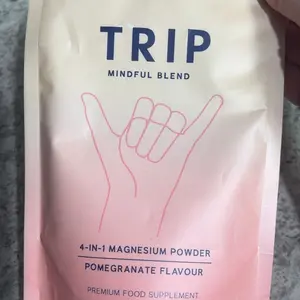 TRIP
MINDFUL BLEND
4-IN-1 MAGNESIUM POWDER
POMEGRANATE FLAVOUR
PREMIUM FOOD SUPPLEMENT